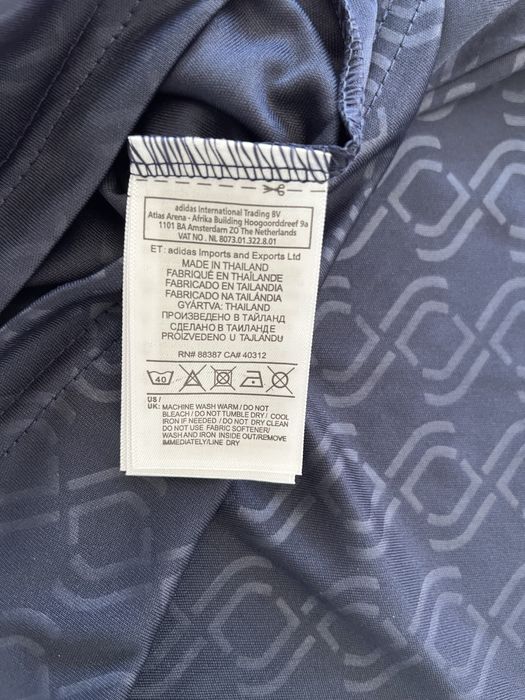 adidas International Trading BV
Atlas Arena - Afrika Building Hoogoorddreef 9a
1101 BA Amsterdam ZO The Netherlands
VAT NO . NL 8073.01.322.8.01
ET: adidas Imports and Exports Ltd
MADE IN THAILAND
FABRIQUÉ EN THAÏLANDE
FABRICADO EN TAILANDIA
FABRICADO NA TAILÂNDIA
GYÁRTVA: THAILAND
ПРОИЗВЕДЕНО В ТАЙЛАНД
СДЕЛАНО В ТАИЛАНДЕ
PROIZVEDENO U TAJLANDU
RN# 88387 CA# 40312
40
US /
UK: MACHINE WASH WARM / DO NOT
BLEACH / DO NOT TUMBLE DRY / COOL
IRON IF NEEDED / DO NOT DRY CLEAN
DO NOT USE FABRIC SOFTENER/
WASH AND IRON INSIDE OUT/REMOVE
IMMEDIATELY/LINE DRY